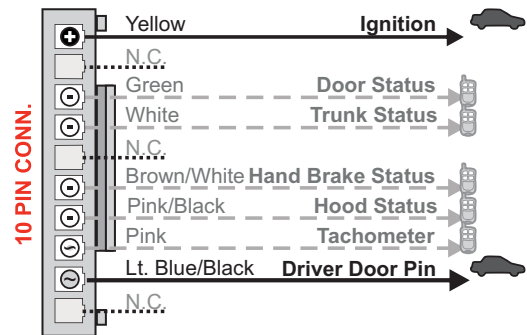 10 PIN CONN.
Yellow Ignition
N.C.
Green Door Status
White Trunk Status
N.C.
Brown/White Hand Brake Status
Pink/Black Hood Status
Pink Tachometer
Lt. Blue/Black Driver Door Pin
N.C.